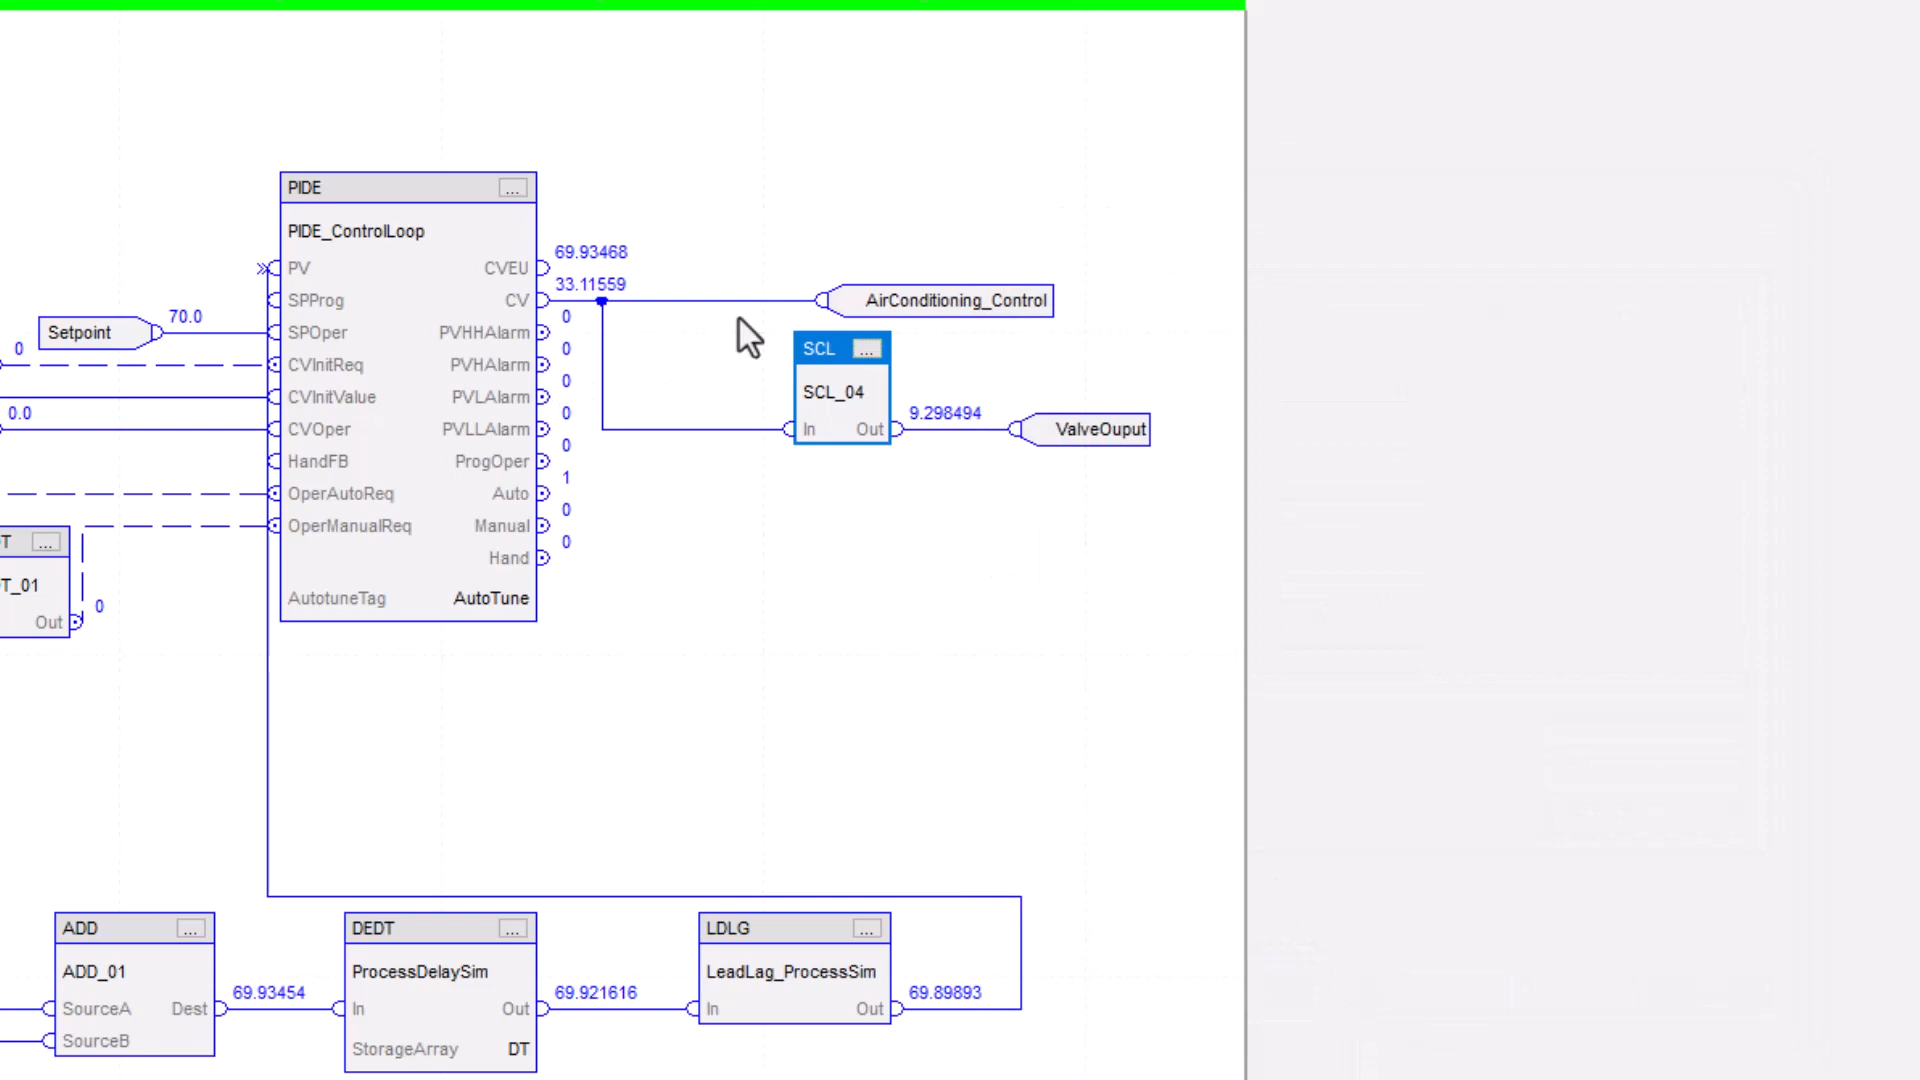 PIDE ...
PIDE_ControlLoop
69.93468
PV CVEU
33.11559
SPProg CV
AirConditioning_Control
70.0
0
Setpoint
SPOper PVHHAlarm
0
0
SCL ...
CVInitReq PVHAlarm
0
SCL_04
CVInitValue PVLAlarm
0.0
0
9.298494
CVOper PVLLAlarm
In Out
ValveOuput
0
HandFB ProgOper
1
OperAutoReq Auto
0
OperManualReq Manual
0
T ...
Hand
T_01
0
AutotuneTag AutoTune
Out
ADD ...
DEDT ...
LDLG ...
ADD_01
ProcessDelaySim
LeadLag_ProcessSim
69.93454
69.921616
69.89893
SourceA Dest
In Out
In Out
SourceB
StorageArray DT